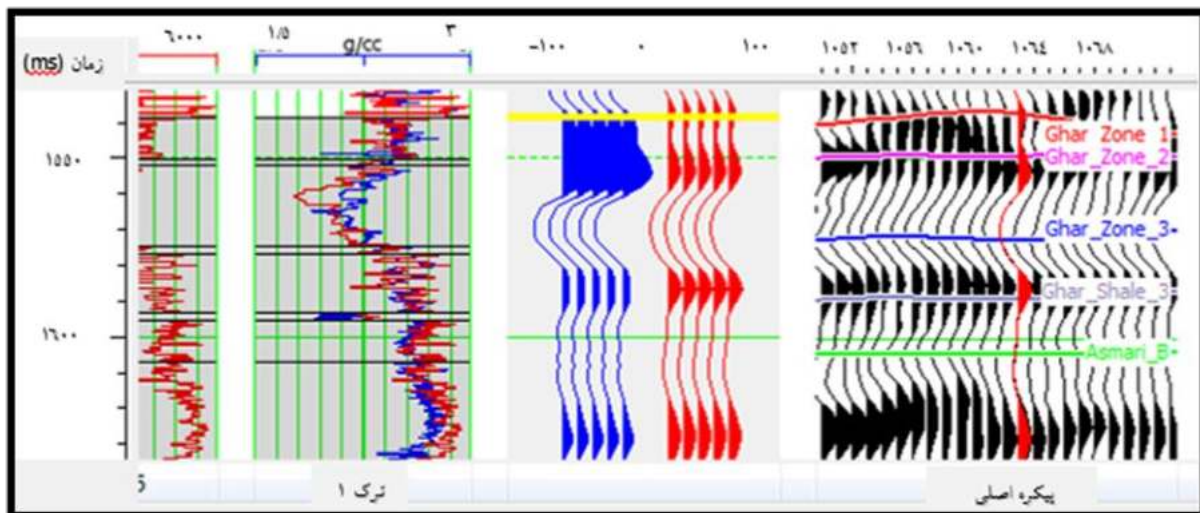 ۶۰۰۰
۱/۵ g/cc ۳
-۱۰۰ ۰ ۱۰۰
۱۰۵۲ ۱۰۵۶ ۱۰۶۰ ۱۰۶۴ ۱۰۶۸
زمان (ms)
Ghar_Zone_1
۱۵۵۰
Ghar_Zone_2
Ghar_Zone_3
Ghar_Shale_3
۱۶۰۰
Asmari_B
ترک ۱
پیکره اصلی